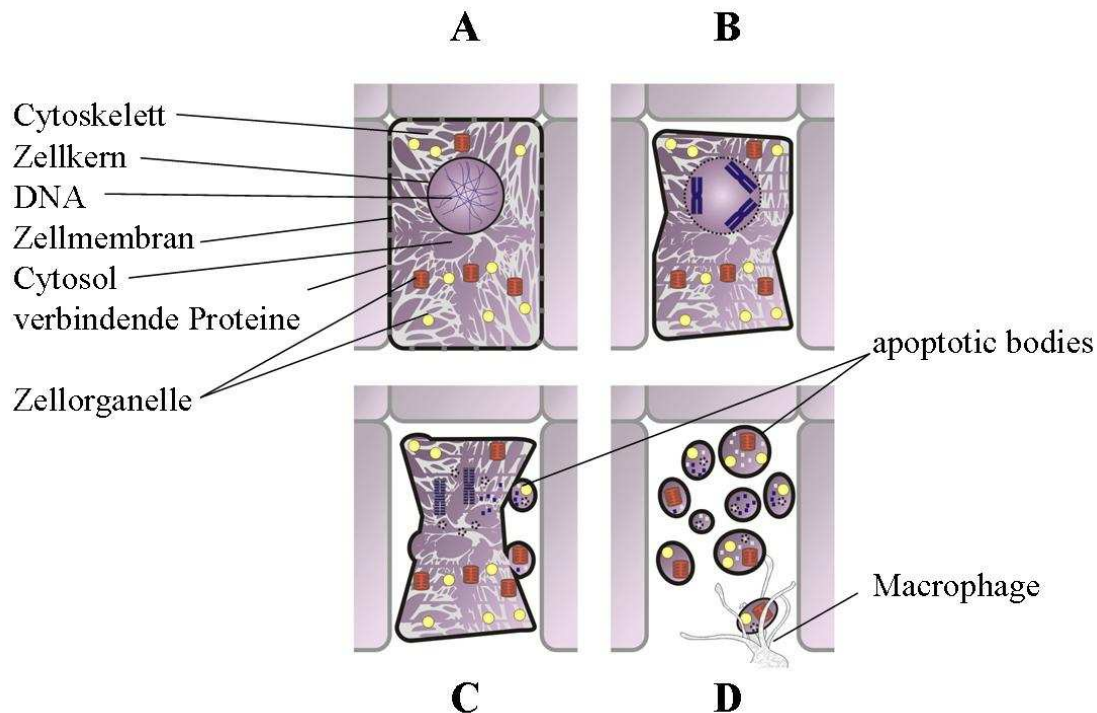 A
B
Cytoskelett
Zellkern
DNA
Zellmembran
Cytosol
verbindende Proteine
Zellorganelle
apoptotic bodies
Macrophage
C
D